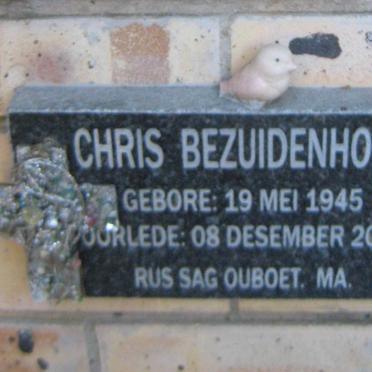 CHRIS BEZUIDENHO
GEBORE: 19 MEI 1945
OORLEDE: 08 DESEMBER 20
RUS SAG OUBOET. MA.